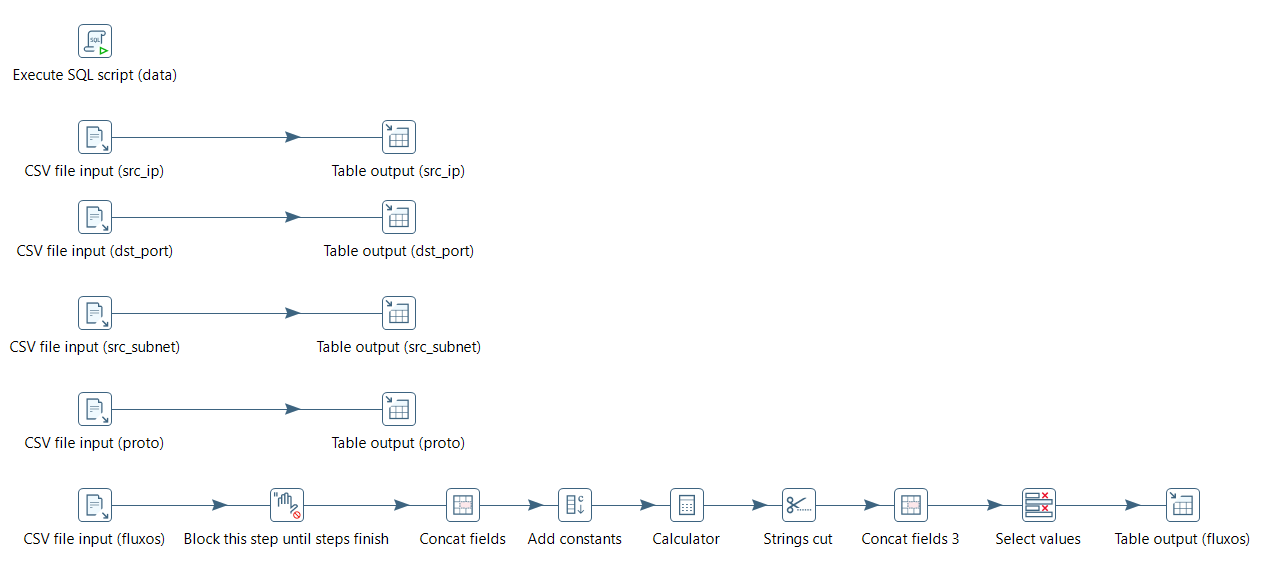 SQL
Execute SQL script (data)
CSV file input (src_ip)
Table output (src_ip)
CSV file input (dst_port)
Table output (dst_port)
CSV file input (src_subnet)
Table output (src_subnet)
CSV file input (proto)
Table output (proto)
C
CSV file input (fluxos)
Block this step until steps finish
Concat fields
Add constants
Calculator
Strings cut
Concat fields 3
Select values
Table output (fluxos)